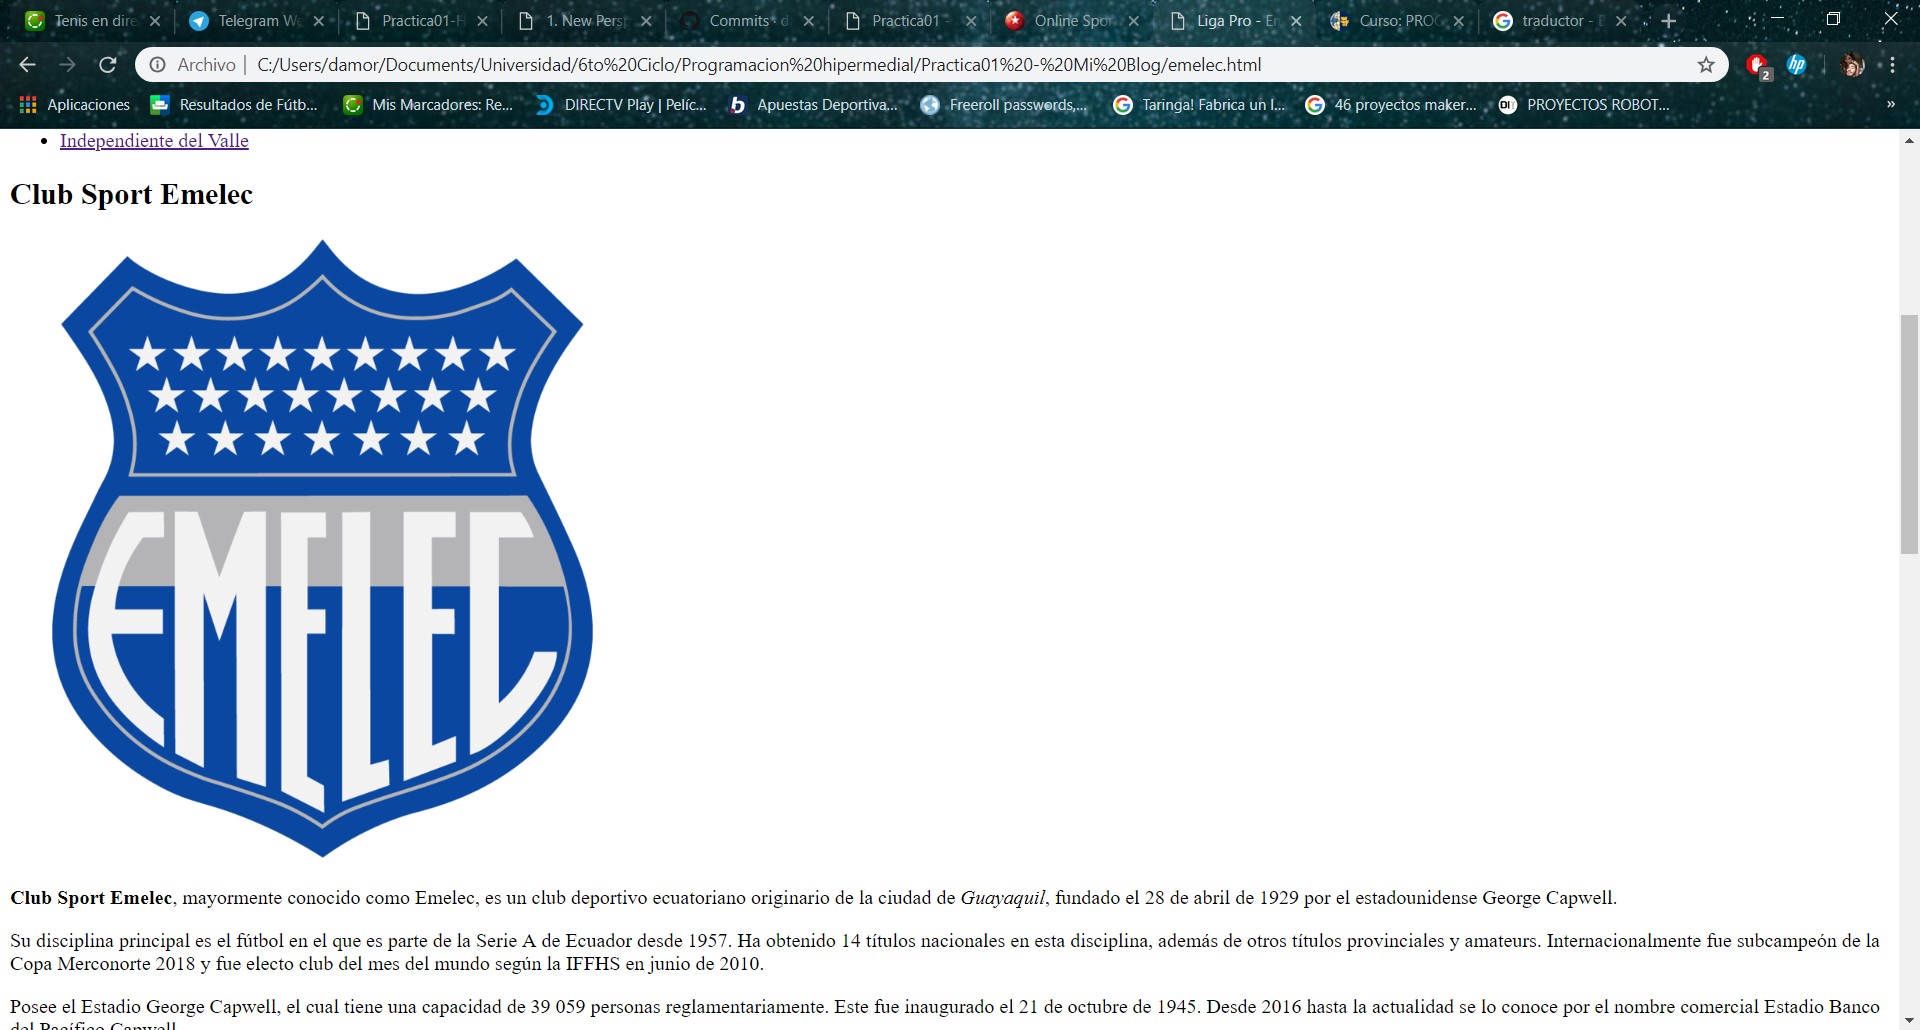 Tenis en dire
Telegram We
Practica01-H
1. New Persp
Commits · d
Practica01 -
Online Spor
Liga Pro - Em
Curso: PROG
traductor - B
Archivo | C:/Users/damor/Documents/Universidad/6to%20Ciclo/Programacion%20hipermedial/Practica01%20-%20Mi%20Blog/emelec.html
2
hp
Aplicaciones
Resultados de Fútb...
Mis Marcadores: Re...
DIRECTV Play | Pelíc...
Apuestas Deportiva...
Freeroll passwords,...
Taringa! Fabrica un I...
46 proyectos maker...
PROYECTOS ROBOT...
»
Independiente del Valle
Club Sport Emelec
EMELEC
Club Sport Emelec, mayormente conocido como Emelec, es un club deportivo ecuatoriano originario de la ciudad de Guayaquil, fundado el 28 de abril de 1929 por el estadounidense George Capwell.
Su disciplina principal es el fútbol en el que es parte de la Serie A de Ecuador desde 1957. Ha obtenido 14 títulos nacionales en esta disciplina, además de otros títulos provinciales y amateurs. Internacionalmente fue subcampeón de la
Copa Merconorte 2018 y fue electo club del mes del mundo según la IFFHS en junio de 2010.
Posee el Estadio George Capwell, el cual tiene una capacidad de 39 059 personas reglamentariamente. Este fue inaugurado el 21 de octubre de 1945. Desde 2016 hasta la actualidad se lo conoce por el nombre comercial Estadio Banco
del Pacífico Capwell